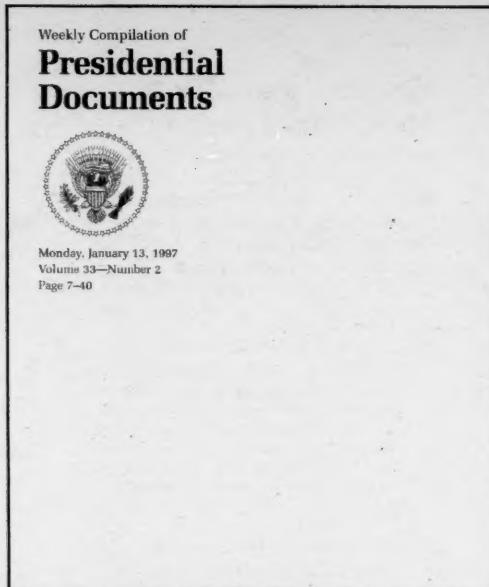 Weekly Compilation of
Presidential
Documents
Monday, January 13, 1997
Volume 33—Number 2
Page 7–40